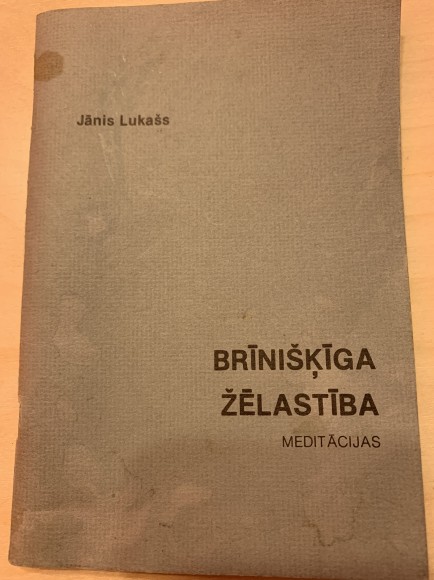 Jānis Lukašs
BRĪNIŠĶĪGA
ŽĒLASTĪBA
MEDITĀCIJAS